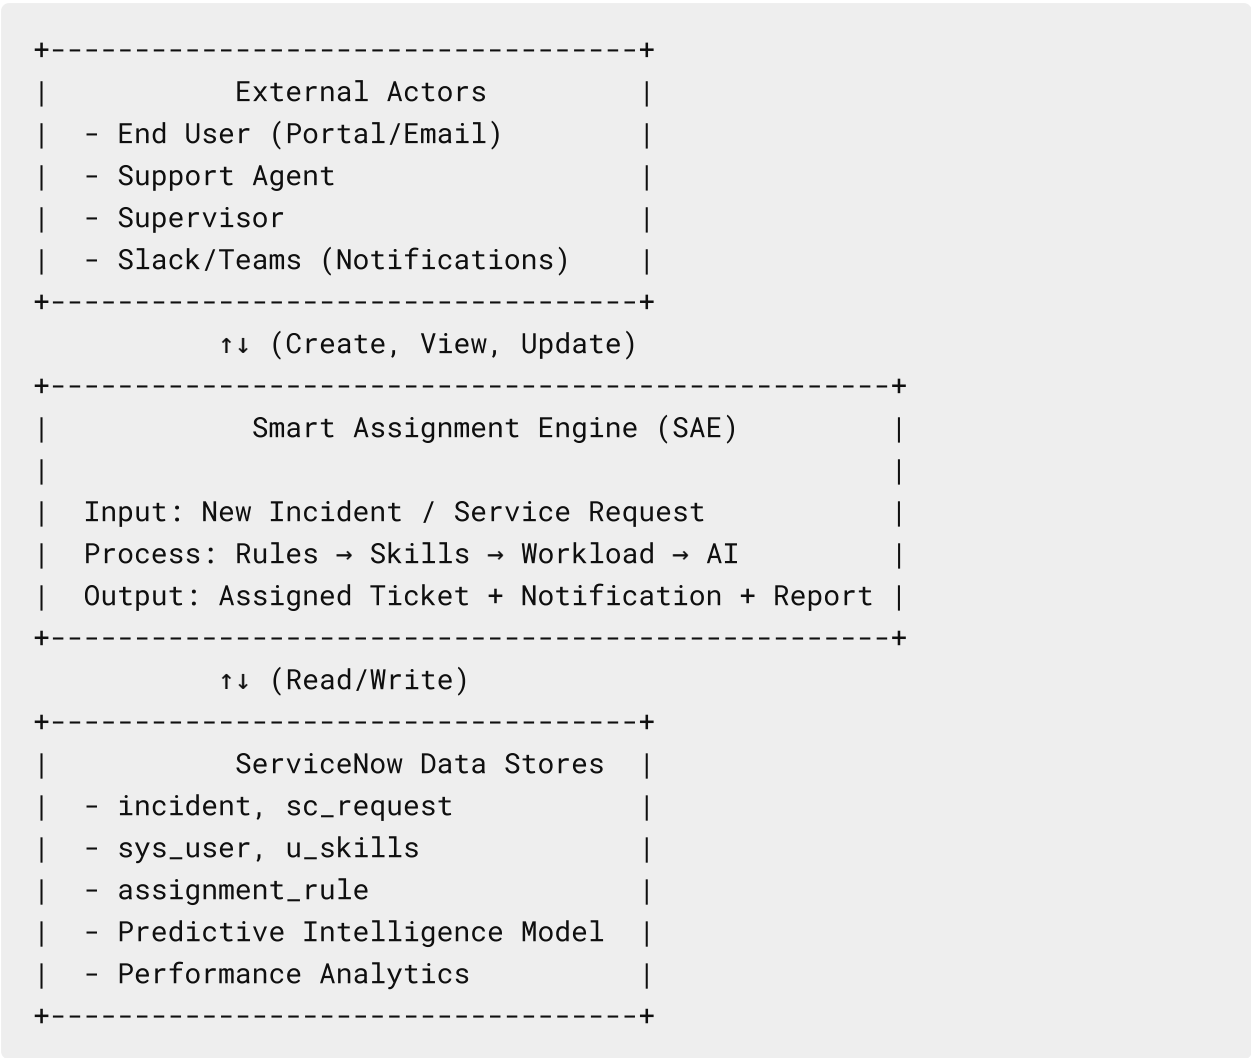 +-----------------------------------+
|           External Actors         |
|  - End User (Portal/Email)        |
|  - Support Agent                  |
|  - Supervisor                     |
|  - Slack/Teams (Notifications)    |
+-----------------------------------+
           ↑↓ (Create, View, Update)
+--------------------------------------------------+
|            Smart Assignment Engine (SAE)         |
|                                                  |
|  Input: New Incident / Service Request           |
|  Process: Rules → Skills → Workload → AI         |
|  Output: Assigned Ticket + Notification + Report |
+--------------------------------------------------+
           ↑↓ (Read/Write)
+-----------------------------------+
|           ServiceNow Data Stores  |
|  - incident, sc_request           |
|  - sys_user, u_skills             |
|  - assignment_rule                |
|  - Predictive Intelligence Model  |
|  - Performance Analytics          |
+-----------------------------------+